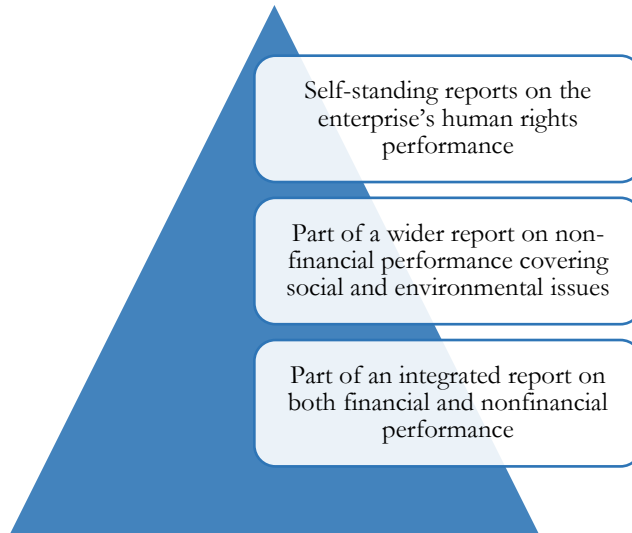 Self-standing reports on the
enterprise’s human rights
performance
Part of a wider report on non-
financial performance covering
social and environmental issues
Part of an integrated report on
both financial and nonfinancial
performance